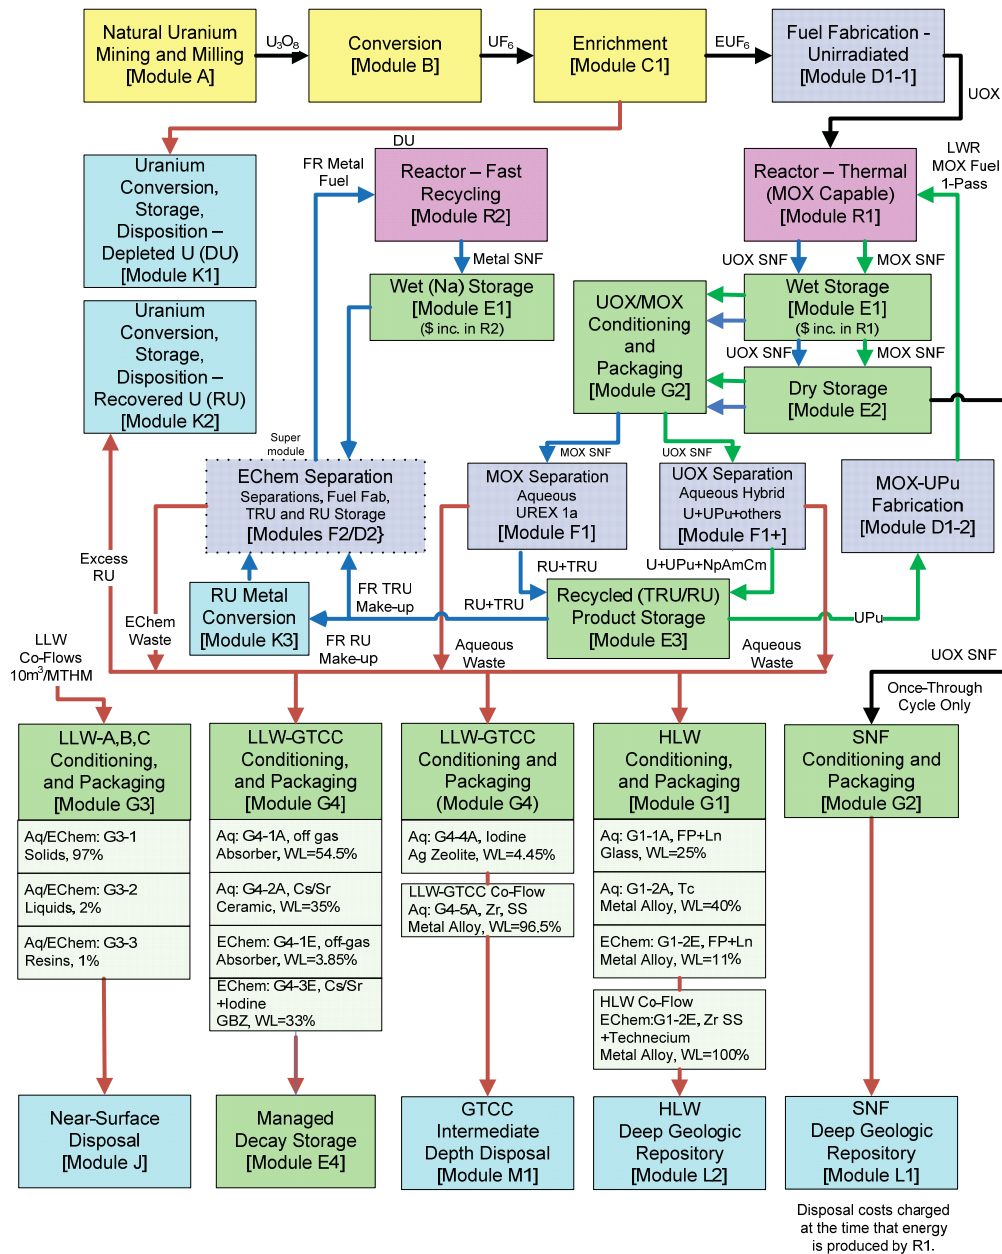 Natural Uranium
Mining and Milling
[Module A]
U3O8
Conversion
[Module B]
UF6
Enrichment
[Module C1]
EUF6
Fuel Fabrication -
Unirradiated
[Module D1-1]
UOX
DU
Uranium
Conversion,
Storage,
Disposition –
Depleted U (DU)
[Module K1]
FR Metal
Fuel
Reactor – Fast
Recycling
[Module R2]
Reactor – Thermal
(MOX Capable)
[Module R1]
LWR
MOX Fuel
1-Pass
Metal SNF
UOX SNF
MOX SNF
Uranium
Conversion,
Storage,
Disposition –
Recovered U (RU)
[Module K2]
Wet (Na) Storage
[Module E1]
($ inc. in R2)
UOX/MOX
Conditioning
and
Packaging
[Module G2]
Wet Storage
[Module E1]
($ inc. in R1)
UOX SNF
MOX SNF
Dry Storage
[Module E2]
Super
module
MOX SNF
UOX SNF
EChem Separation
Separations, Fuel Fab,
TRU and RU Storage
[Modules F2/D2}
MOX Separation
Aqueous
UREX 1a
[Module F1]
UOX Separation
Aqueous Hybrid
U+UPu+others
[Module F1+]
MOX-UPu
Fabrication
[Module D1-2]
Excess
RU
RU+TRU
U+UPu+NpAmCm
RU Metal
Conversion
[Module K3]
FR TRU
Make-up
RU+TRU
Recycled (TRU/RU)
Product Storage
[Module E3]
UPu
EChem
Waste
FR RU
Make-up
Aqueous
Waste
Aqueous
Waste
LLW
Co-Flows
10m3/MTHM
UOX SNF
Once-Through
Cycle Only
LLW-A,B,C
Conditioning,
and Packaging
[Module G3]
LLW-GTCC
Conditioning,
and Packaging
[Module G4]
LLW-GTCC
Conditioning and
Packaging
(Module G4)
HLW
Conditioning,
and Packaging
[Module G1]
SNF
Conditioning and
Packaging
[Module G2]
Aq/EChem: G3-1
Solids, 97%
Aq/EChem: G3-2
Liquids, 2%
Aq/EChem: G3-3
Resins, 1%
Aq: G4-1A, off gas
Absorber, WL=54.5%
Aq: G4-2A, Cs/Sr
Ceramic, WL=35%
EChem: G4-1E, off-gas
Absorber, WL=3.85%
EChem: G4-3E, Cs/Sr
+Iodine
GBZ, WL=33%
Aq: G4-4A, Iodine
Ag Zeolite, WL=4.45%
LLW-GTCC Co-Flow
Aq: G4-5A, Zr, SS
Metal Alloy, WL=96.5%
Aq: G1-1A, FP+Ln
Glass, WL=25%
Aq: G1-2A, Tc
Metal Alloy, WL=40%
EChem: G1-2E, FP+Ln
Metal Alloy, WL=11%
HLW Co-Flow
EChem:G1-2E, Zr SS
+Technecium
Metal Alloy, WL=100%
Near-Surface
Disposal
[Module J]
Managed
Decay Storage
[Module E4]
GTCC
Intermediate
Depth Disposal
[Module M1]
HLW
Deep Geologic
Repository
[Module L2]
SNF
Deep Geologic
Repository
[Module L1]
Disposal costs charged
at the time that energy
is produced by R1.